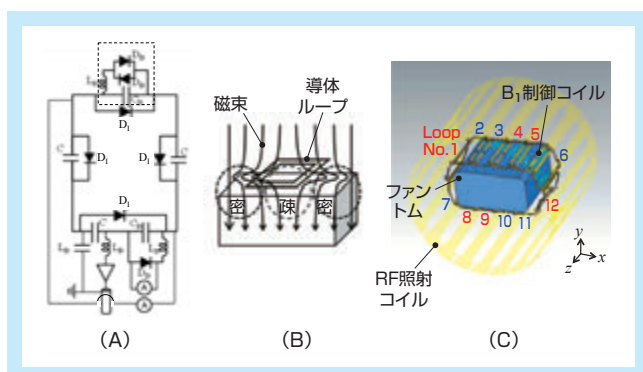 D₁
D₁
D₁
D₁
(A)
磁束
導体
ループ
密
疎
密
(B)
B₁制御コイル
Loop
No.1
2
3
4
5
6
ファン
トム
7
8
9
10
11
12
RF照射
コイル
y
x
z
(C)